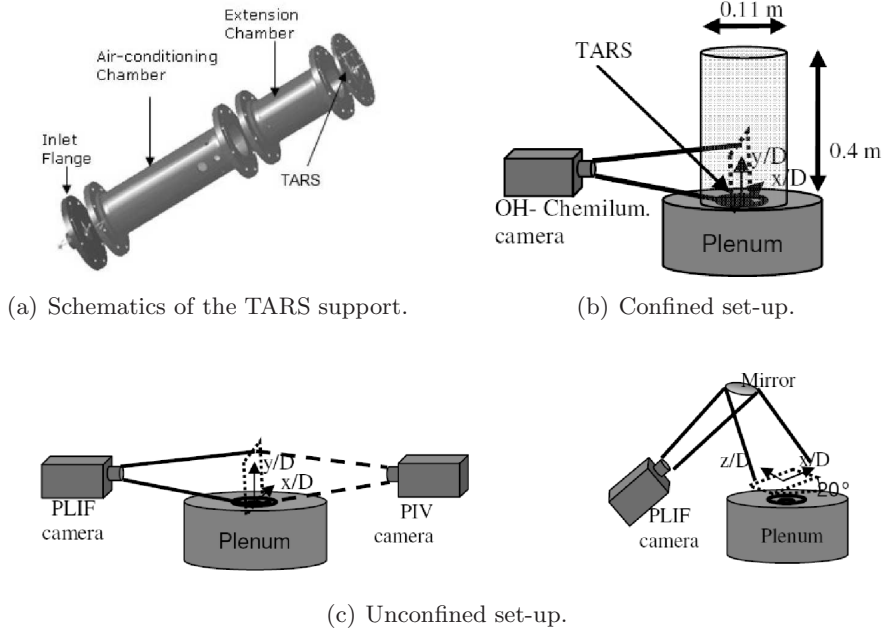 Extension
Chamber
Air-conditioning
Chamber
Inlet
Flange
TARS
(a) Schematics of the TARS support.
0.11 m
TARS
0.4 m
y/D
x/D
OH- Chemilum.
camera
Plenum
(b) Confined set-up.
y/D
x/D
PLIF
camera
PIV
camera
Plenum
Mirror
z/D
x/D
20°
PLIF
camera
Plenum
(c) Unconfined set-up.